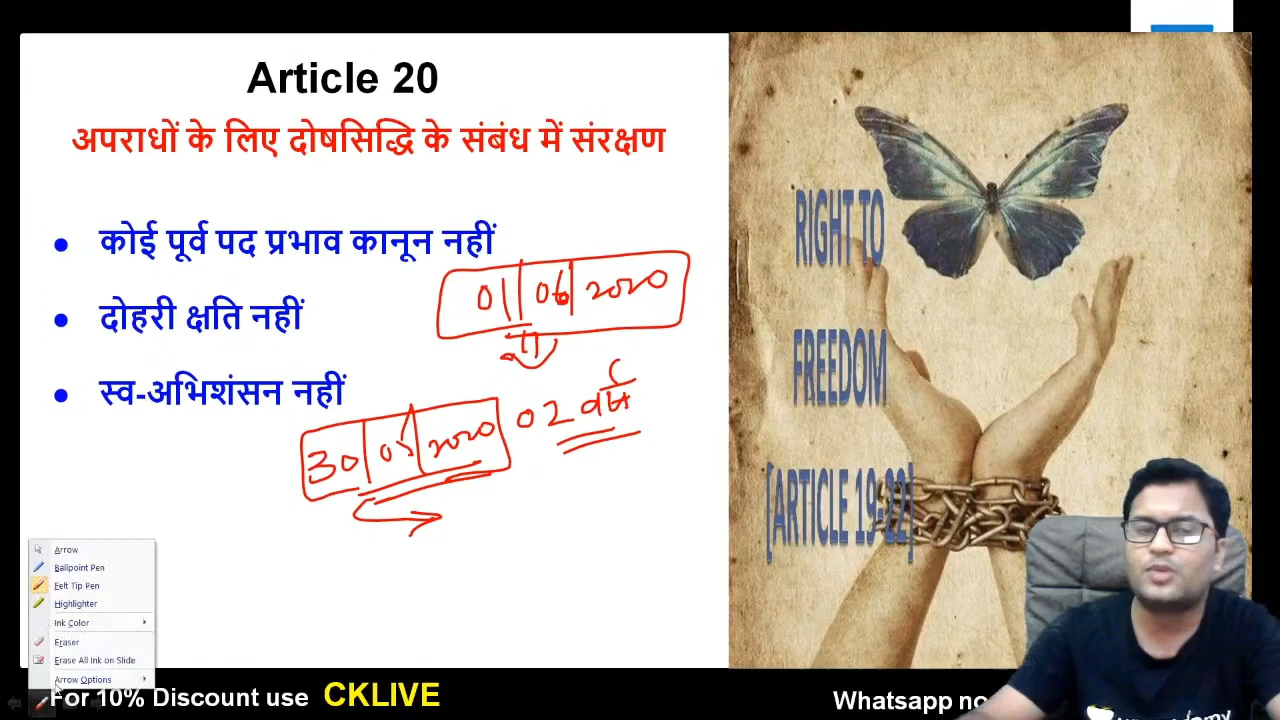 Article 20
अपराधों के लिए दोषसिद्धि के संबंध में संरक्षण
कोई पूर्व पद प्रभाव कानून नहीं
दोहरी क्षति नहीं
स्व-अभिशंसन नहीं
01 06 2020
30 05 2020
02 वर्ष
RIGHT TO
FREEDOM
[ARTICLE 19-22]
Arrow
Ballpoint Pen
Felt Tip Pen
Highlighter
Ink Color
Eraser
Erase All Ink on Slide
Arrow Options
For 10% Discount use CKLIVE
Whatsapp no